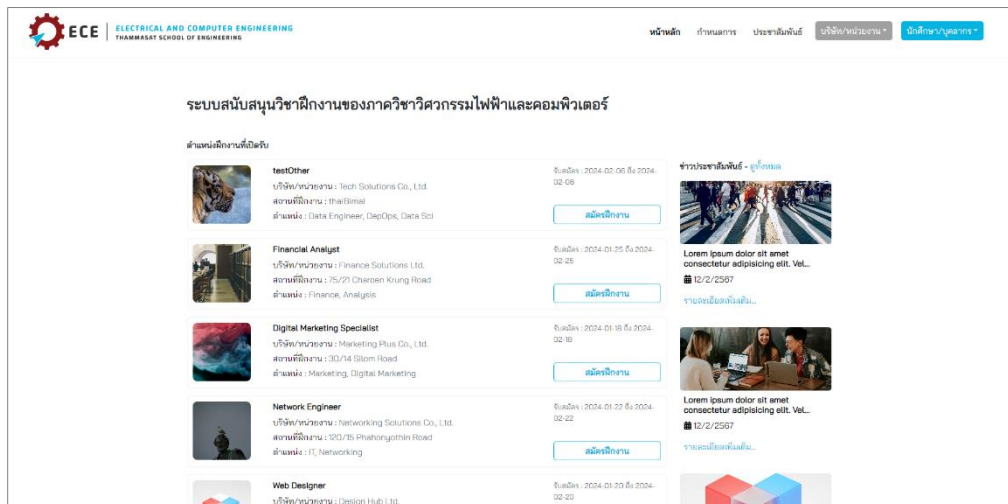 ECE
ELECTRICAL AND COMPUTER ENGINEERING
THAMMASAT SCHOOL OF ENGINEERING
หน้าหลัก กำหนดการ ประชาสัมพันธ์ บริษัท/หน่วยงาน นักศึกษา/บุคลากร
ระบบสนับสนุนวิชาฝึกงานของภาควิชาวิศวกรรมไฟฟ้าและคอมพิวเตอร์
ตำแหน่งฝึกงานที่เปิดรับ
testOther
บริษัท/หน่วยงาน : Tech Solutions Co., Ltd.
สถานที่ฝึกงาน : thaiBimai
ตำแหน่ง : Data Engineer, DepOps, Data Sci
รับสมัคร : 2024-02-06 ถึง 2024-
02-06
สมัครฝึกงาน
Financial Analyst
บริษัท/หน่วยงาน : Finance Solutions Ltd.
สถานที่ฝึกงาน : 75/21 Charoen Krung Road
ตำแหน่ง : Finance, Analysis
รับสมัคร : 2024-01-25 ถึง 2024-
02-25
สมัครฝึกงาน
Digital Marketing Specialist
บริษัท/หน่วยงาน : Marketing Plus Co., Ltd.
สถานที่ฝึกงาน : 30/14 Silom Road
ตำแหน่ง : Marketing, Digital Marketing
รับสมัคร : 2024-01-18 ถึง 2024-
02-18
สมัครฝึกงาน
Network Engineer
บริษัท/หน่วยงาน : Networking Solutions Co., Ltd.
สถานที่ฝึกงาน : 120/15 Phahonyothin Road
ตำแหน่ง : IT, Networking
รับสมัคร : 2024-01-22 ถึง 2024-
02-22
สมัครฝึกงาน
Web Designer
บริษัท/หน่วยงาน : Design Hub Ltd.
รับสมัคร : 2024-01-20 ถึง 2024-
02-20
ข่าวประชาสัมพันธ์ - ดูทั้งหมด
Lorem ipsum dolor sit amet
consectetur adipisicing elit. Vel...
12/2/2567
รายละเอียดเพิ่มเติม...
Lorem ipsum dolor sit amet
consectetur adipisicing elit. Vel...
12/2/2567
รายละเอียดเพิ่มเติม...